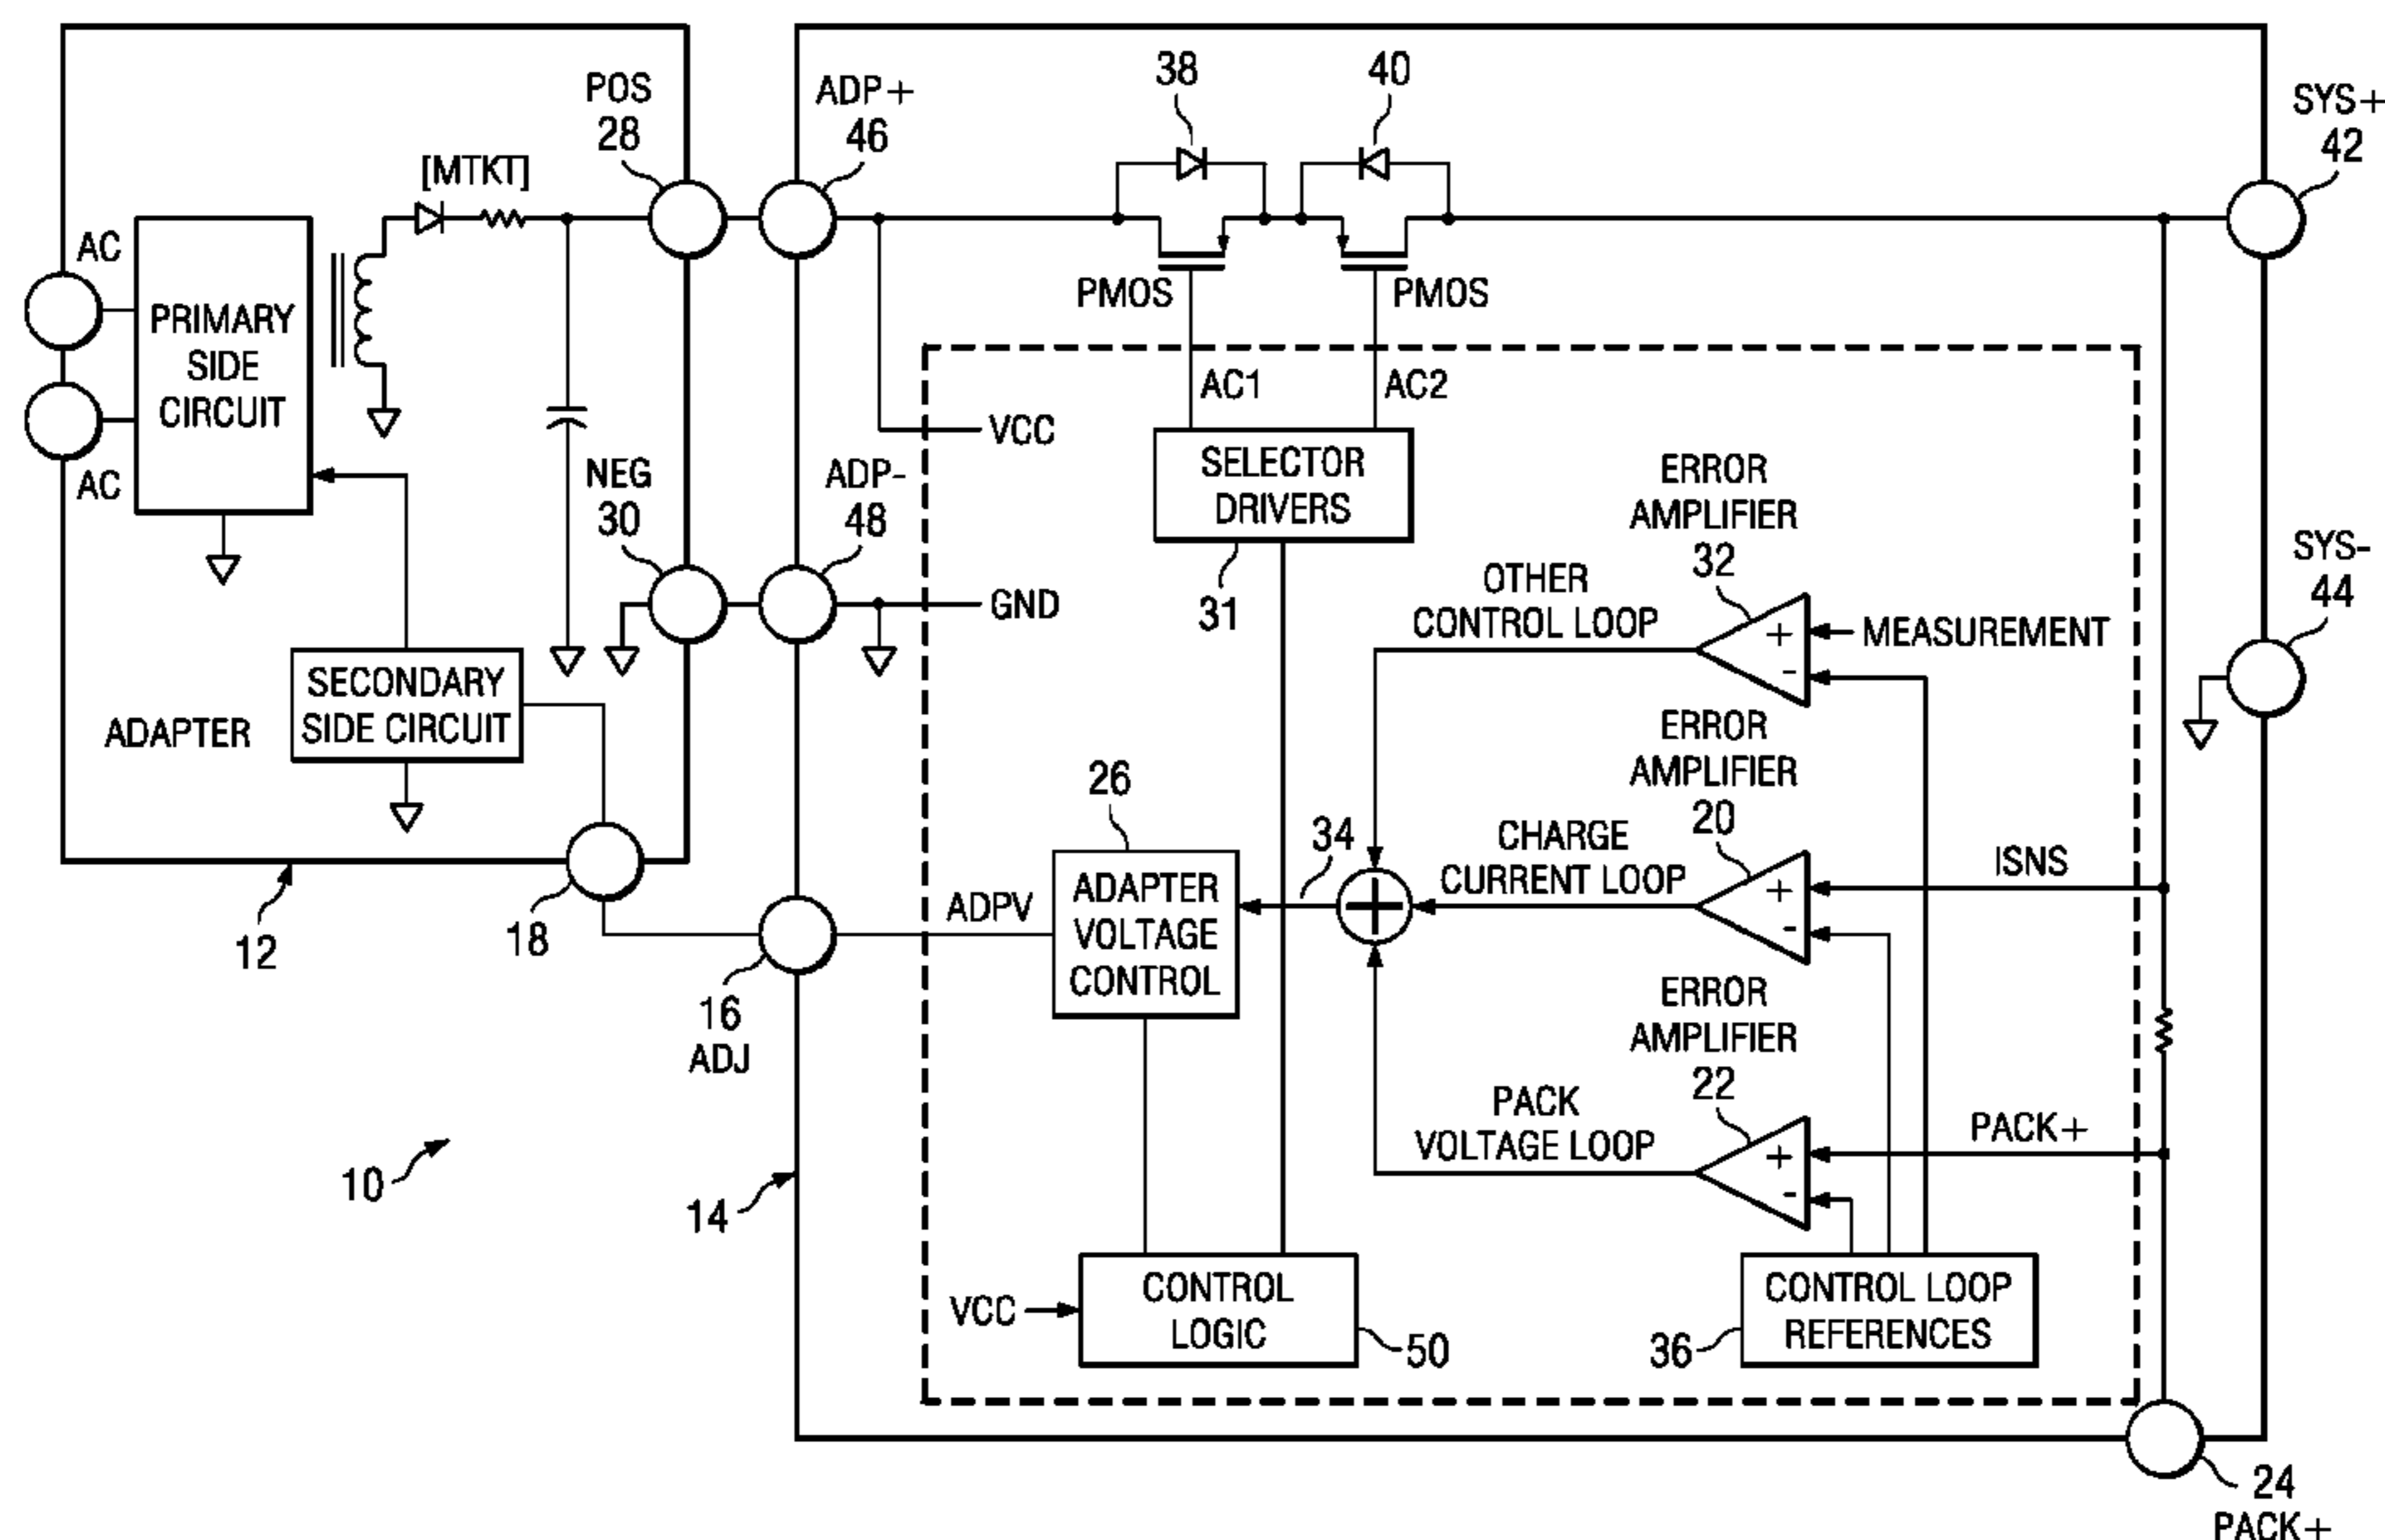 38
40
POS
28
ADP+
46
SYS+
42
[MTKT]
AC
PRIMARY
SIDE
CIRCUIT
AC
PMOS
PMOS
AC1
AC2
VCC
NEG
30
ADP-
48
SELECTOR
DRIVERS
31
ERROR
AMPLIFIER
32
SYS-
44
GND
OTHER
CONTROL LOOP
+
-
MEASUREMENT
SECONDARY
SIDE CIRCUIT
ADAPTER
ERROR
AMPLIFIER
20
26
34
CHARGE
CURRENT LOOP
+
-
ISNS
12
18
ADPV
ADAPTER
VOLTAGE
CONTROL
16
ADJ
ERROR
AMPLIFIER
22
PACK
VOLTAGE LOOP
+
-
PACK+
10
14
VCC
CONTROL
LOGIC
50
36
CONTROL LOOP
REFERENCES
24
PACK+